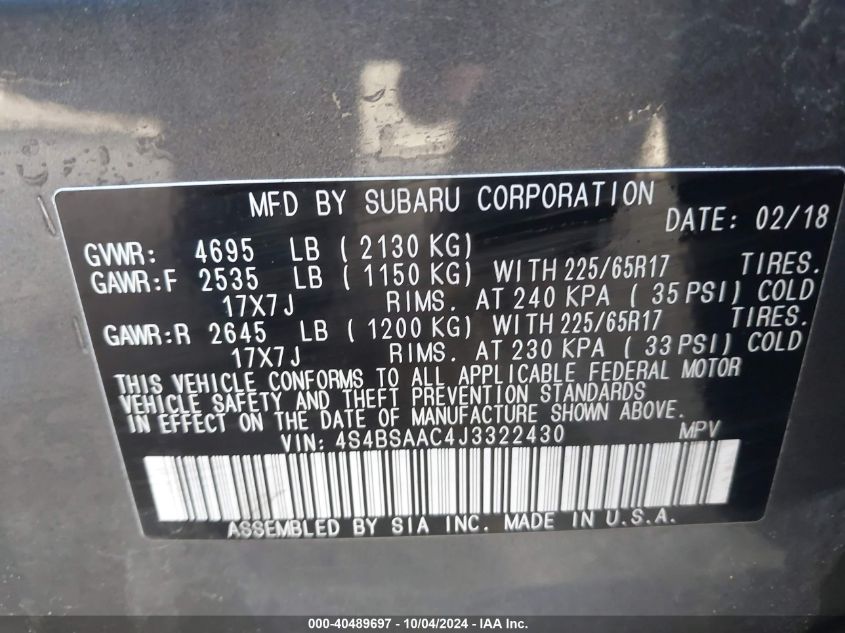 MFD BY SUBARU CORPORATION
DATE: 02/18
GVWR: 4695 LB ( 2130 KG)
GAWR:F 2535 LB ( 1150 KG) WITH 225/65R17 TIRES.
17X7J RIMS. AT 240 KPA ( 35 PSI) COLD
GAWR:R 2645 LB ( 1200 KG) WITH 225/65R17 TIRES.
17X7J RIMS. AT 230 KPA ( 33 PSI) COLD
THIS VEHICLE CONFORMS TO ALL APPLICABLE FEDERAL MOTOR
VEHICLE SAFETY AND THEFT PREVENTION STANDARDS
IN EFFECT ON THE DATE OF MANUFACTURE SHOWN ABOVE.
VIN: 4S4BSAAC4J3322430 MPV
ASSEMBLED BY SIA INC. MADE IN U.S.A.
000-40489697 - 10/04/2024 - IAA Inc.